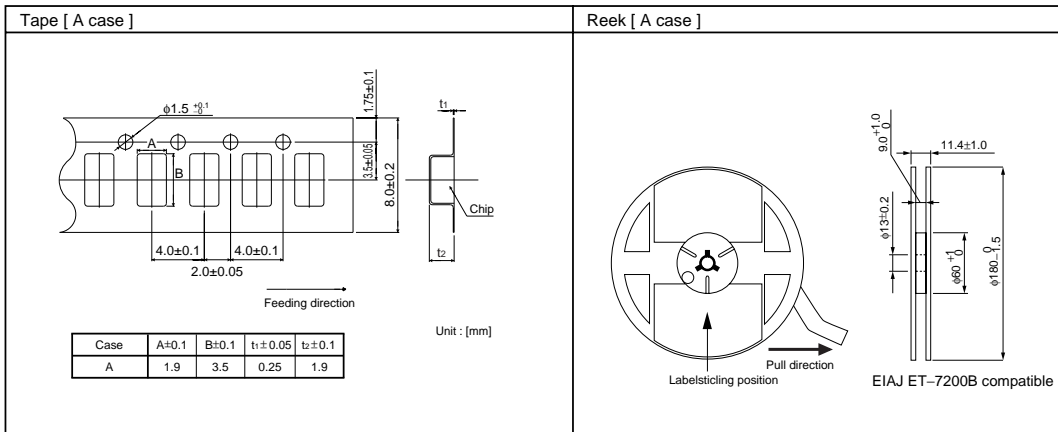 Tape [ A case ]
Reek [ A case ]
φ1.5 +0.1 −0
A
B
1.75±0.1
3.5±0.05
8.0±0.2
t1
t2
Chip
4.0±0.1
4.0±0.1
2.0±0.05
Feeding direction
Unit : [mm]
Case A±0.1 B±0.1 t1±0.05 t2±0.1
A 1.9 3.5 0.25 1.9
9.0+1.0 0
11.4±1.0
φ13±0.2
φ60 +1 0
φ180 0 −1.5
Pull direction
Labelsticling position
EIAJ ET–7200B compatible